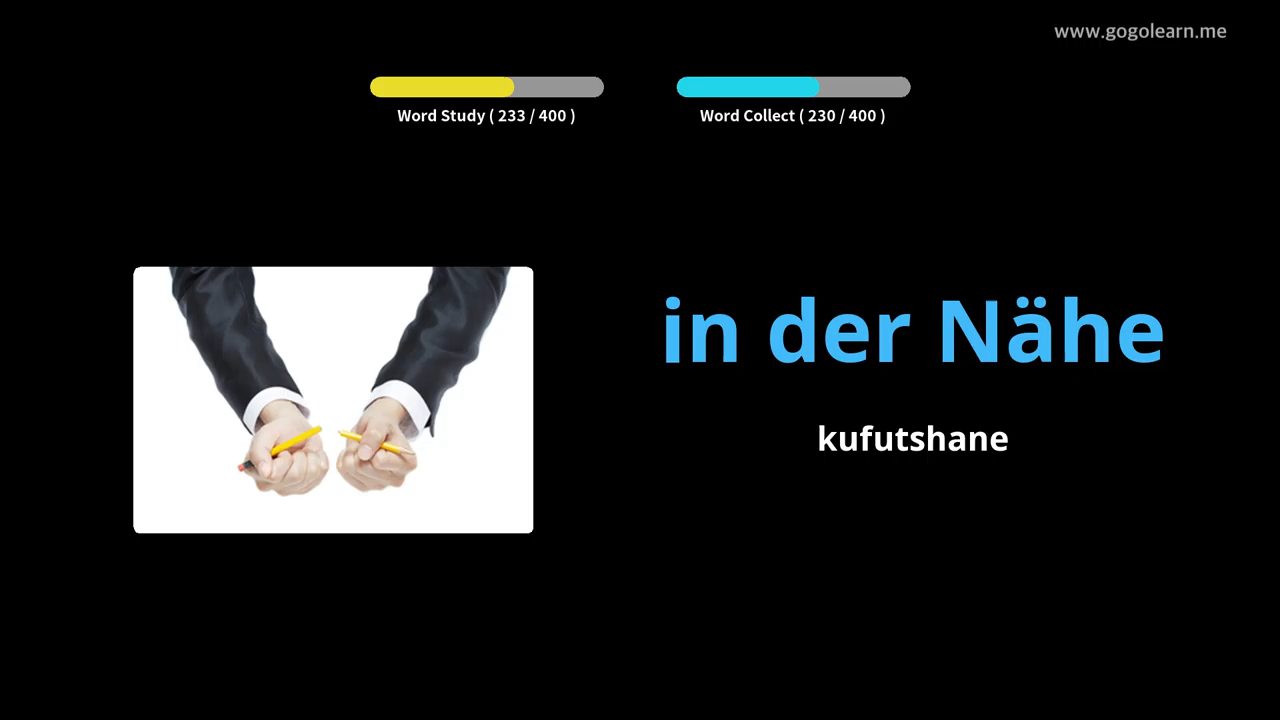 www.gogolearn.me
Word Study ( 233 / 400 )
Word Collect ( 230 / 400 )
in der Nähe
kufutshane